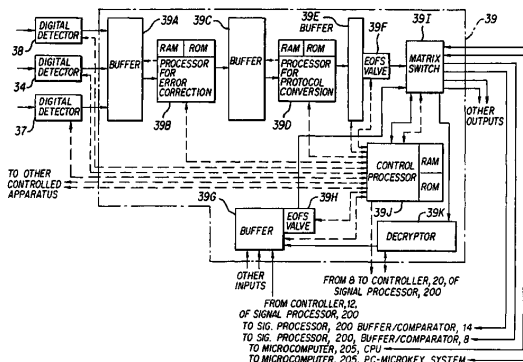 39A
39C
39E
BUFFER
39F
39I
39
DIGITAL
DETECTOR
38
DIGITAL
DETECTOR
34
DIGITAL
DETECTOR
37
BUFFER
RAM ROM
PROCESSOR
FOR
ERROR
CORRECTION
39B
BUFFER
RAM ROM
PROCESSOR
FOR
PROTOCOL
CONVERSION
39D
EOFS
VALVE
MATRIX
SWITCH
OTHER
OUTPUTS
CONTROL
PROCESSOR
RAM
ROM
39J
39K
TO OTHER
CONTROLLED
APPARATUS
39G
39H
BUFFER
EOFS
VALVE
DECRYPTOR
OTHER
INPUTS
FROM 8 TO CONTROLLER, 20, OF
SIGNAL PROCESSOR, 200
FROM CONTROLLER, 12,
OF SIGNAL PROCESSOR, 200
TO SIG. PROCESSOR, 200 BUFFER/COMPARATOR, 14
TO SIG. PROCESSOR, 200, BUFFER/COMPARATOR, 8
TO MICROCOMPUTER, 205, CPU
TO MICROCOMPUTER, 205, PC-MICROKEY SYSTEM